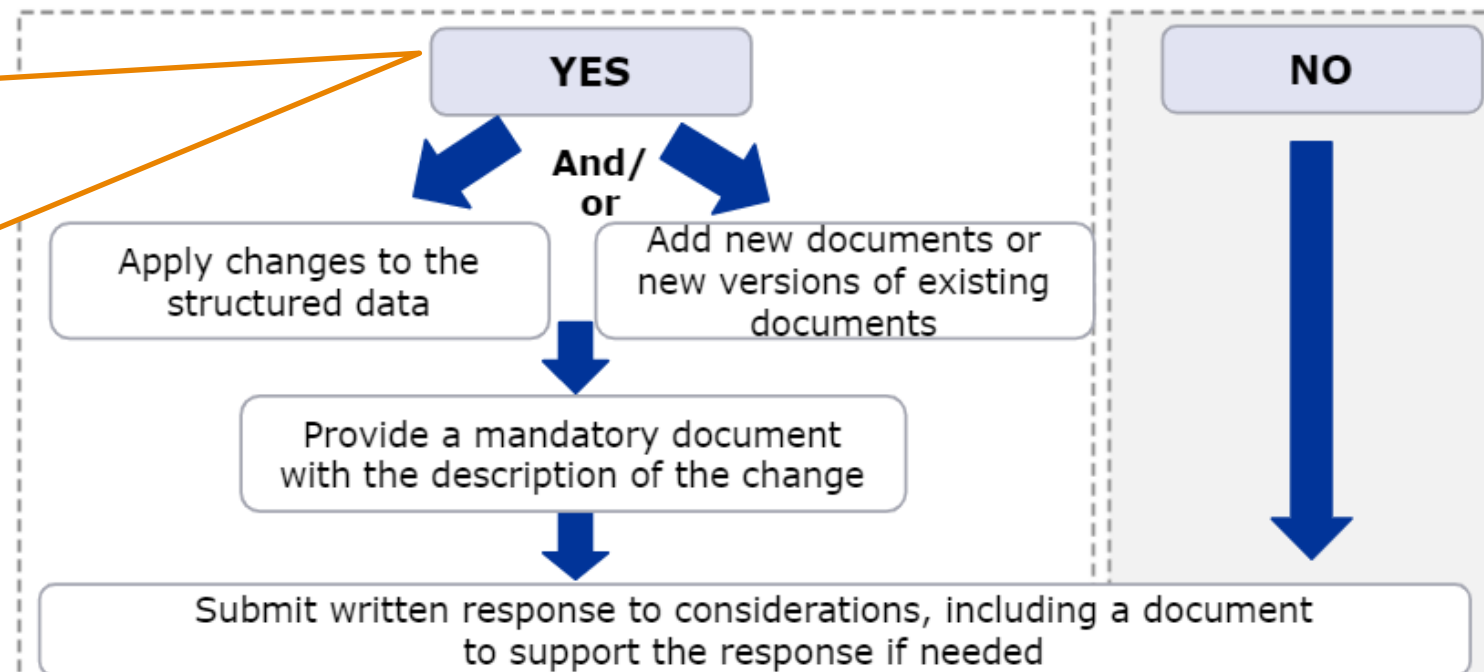 YES
NO
And/
or
Apply changes to the
structured data
Add new documents or
new versions of existing
documents
Provide a mandatory document
with the description of the change
Submit written response to considerations, including a document
to support the response if needed